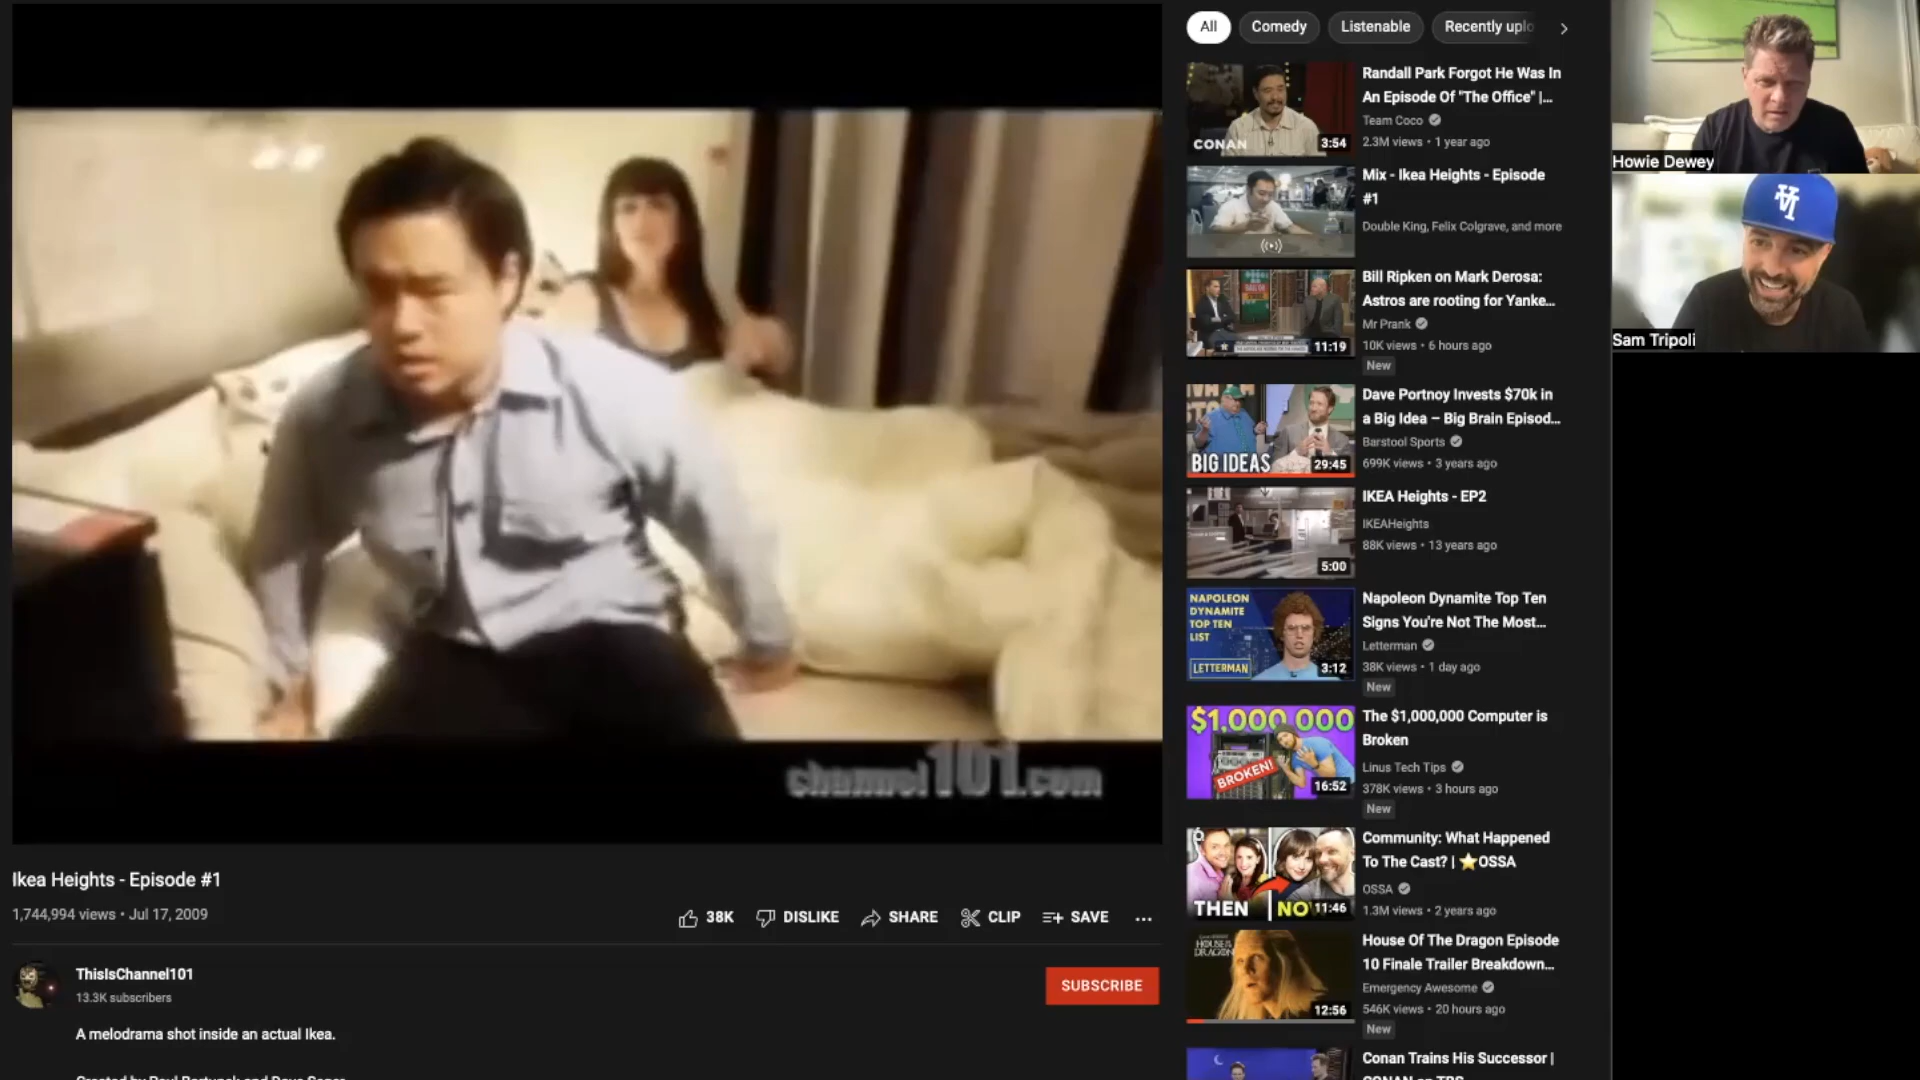 All
Comedy
Listenable
Recently uplo
Randall Park Forgot He Was In
An Episode Of "The Office" |...
Team Coco
2.3M views • 1 year ago
CONAN
3:54
Mix - Ikea Heights - Episode
#1
Double King, Felix Colgrave, and more
Bill Ripken on Mark Derosa:
Astros are rooting for Yanke...
Mr Prank
10K views • 6 hours ago
New
11:19
Dave Portnoy Invests $70k in
a Big Idea – Big Brain Episod...
Barstool Sports
699K views • 3 years ago
BIG IDEAS
29:45
IKEA Heights - EP2
IKEAHeights
88K views • 13 years ago
5:00
NAPOLEON
DYNAMITE
TOP TEN
LIST
LETTERMAN
3:12
Napoleon Dynamite Top Ten
Signs You're Not The Most...
Letterman
38K views • 1 day ago
New
$1,000,000
BROKEN!
16:52
The $1,000,000 Computer is
Broken
Linus Tech Tips
378K views • 3 hours ago
New
THEN
NO
11:46
Community: What Happened
To The Cast? | ⭐OSSA
OSSA
1.3M views • 2 years ago
HOUSE OF THE
DRAGON
12:56
House Of The Dragon Episode
10 Finale Trailer Breakdown...
Emergency Awesome
546K views • 20 hours ago
New
Conan Trains His Successor |
CONAN on TBS
Howie Dewey
Sam Tripoli
channel101.com
Ikea Heights - Episode #1
1,744,994 views • Jul 17, 2009
38K
DISLIKE
SHARE
CLIP
SAVE
...
ThisIsChannel101
13.3K subscribers
SUBSCRIBE
A melodrama shot inside an actual Ikea.